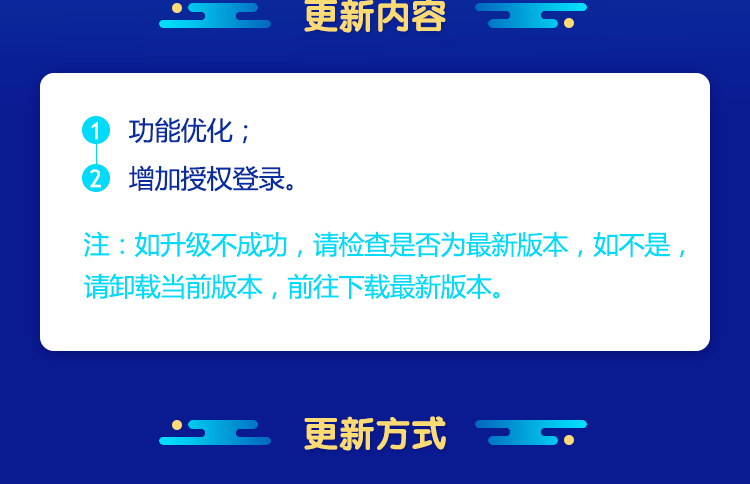 更新内容
1 功能优化；
2 增加授权登录。
注：如升级不成功，请检查是否为最新版本，如不是，
请卸载当前版本，前往下载最新版本。
更新方式